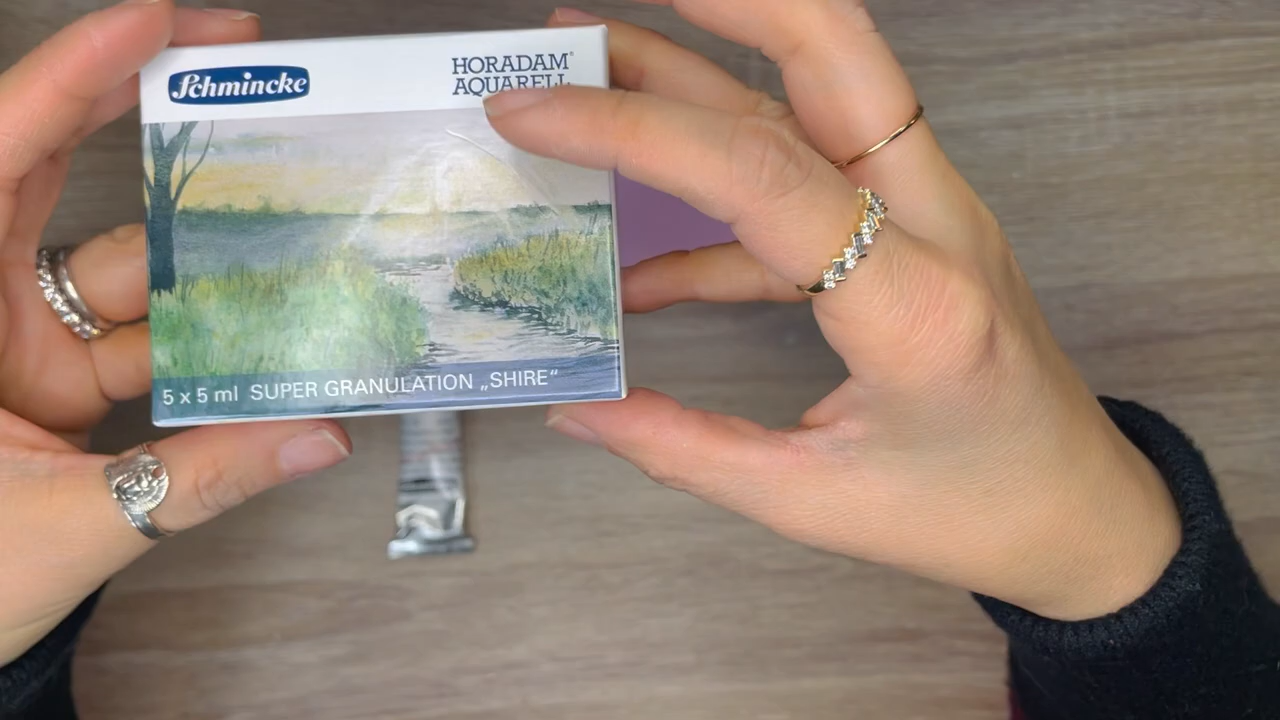 Schmincke
HORADAM®
AQUARELL
5 x 5 ml SUPER GRANULATION „SHIRE“